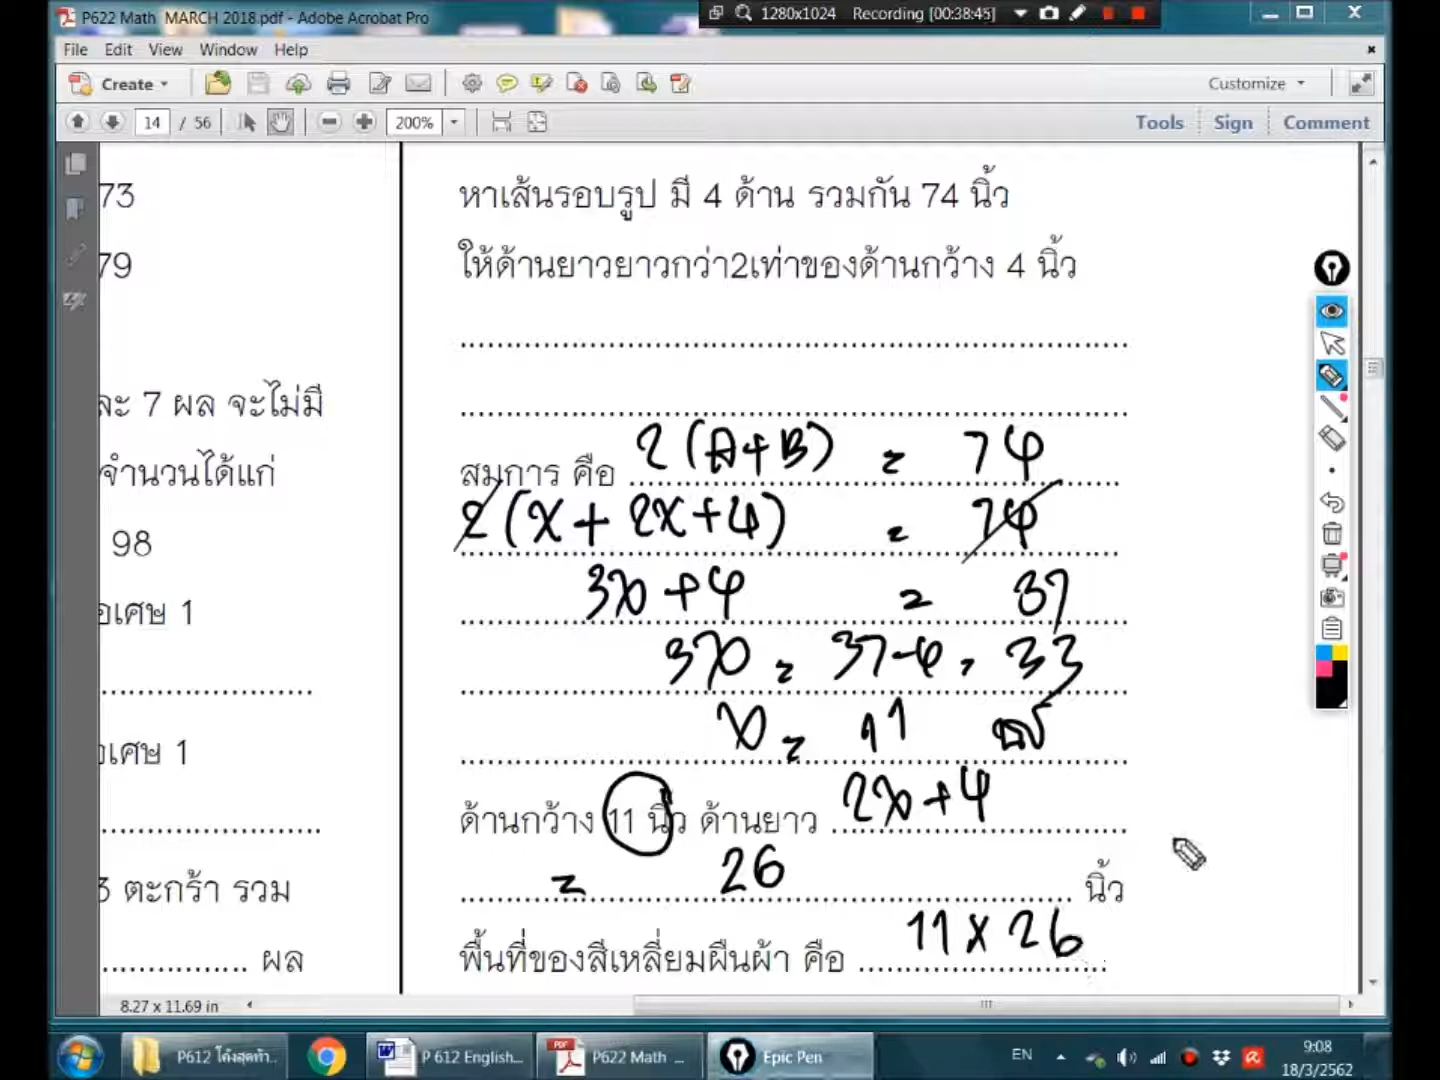 P622 Math MARCH 2018.pdf - Adobe Acrobat Pro
1280x1024 Recording [00:38:45]
File Edit View Window Help
Create Customize
14 / 56 200% Tools Sign Comment
73
79
ละ 7 ผล จะไม่มี
จำนวนได้แก่
98
อเศษ 1
อเศษ 1
3 ตะกร้า รวม
ผล
หาเส้นรอบรูป มี 4 ด้าน รวมกัน 74 นิ้ว
ให้ด้านยาวยาวกว่า2เท่าของด้านกว้าง 4 นิ้ว
สมการ คือ 2(A+B) = 74
2(x + 2x+4) = 74
3x + 4 = 37
3x = 37-4 = 33
x = 11
ด้านกว้าง 11 นิ้ว ด้านยาว 2x+4
= 26 นิ้ว
พื้นที่ของสีเหลี่ยมผืนผ้า คือ 11 x 26
8.27 x 11.69 in
P612 โค้งสุดท้า... P 612 English... P622 Math ... Epic Pen EN 9:08
18/3/2562